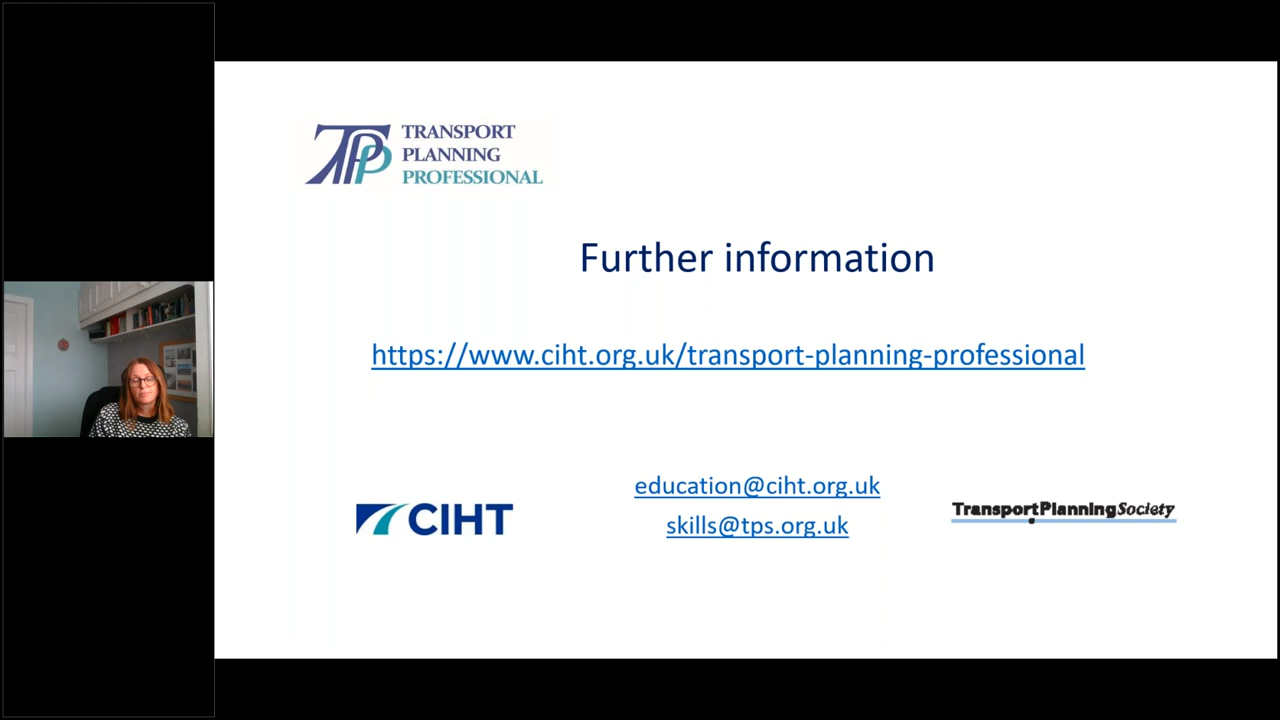 TRANSPORT
PLANNING
PROFESSIONAL
Further information
https://www.ciht.org.uk/transport-planning-professional
education@ciht.org.uk
skills@tps.org.uk
CIHT
TransportPlanningSociety